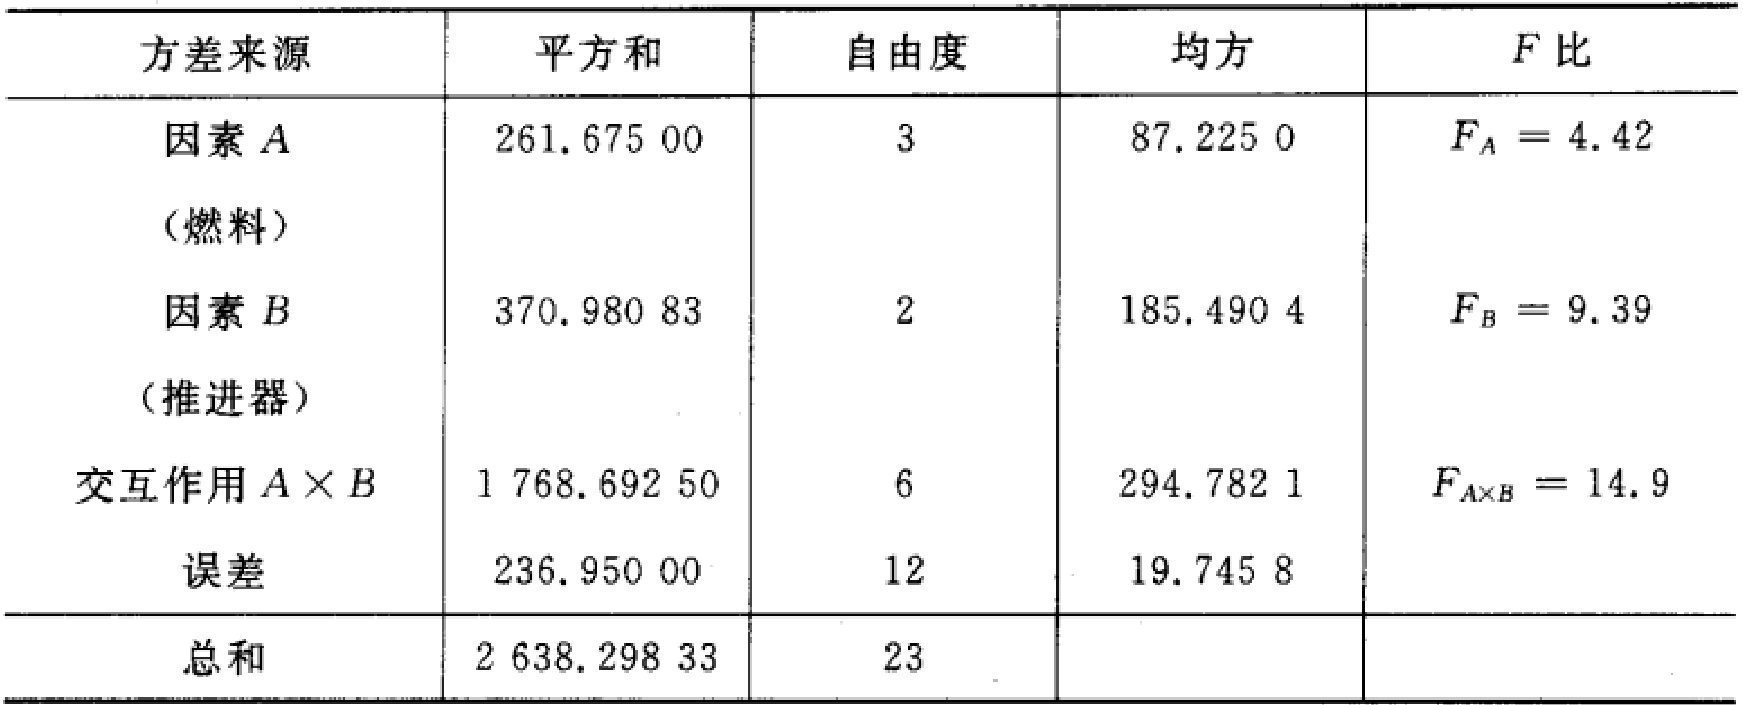 方差来源 平方和 自由度 均方 F 比
因素 A 261.675 00 3 87.225 0 F_A = 4.42
（燃料）
因素 B 370.980 83 2 185.490 4 F_B = 9.39
（推进器）
交互作用 A×B 1 768.692 50 6 294.782 1 F_{A×B} = 14.9
误差 236.950 00 12 19.745 8
总和 2 638.298 33 23